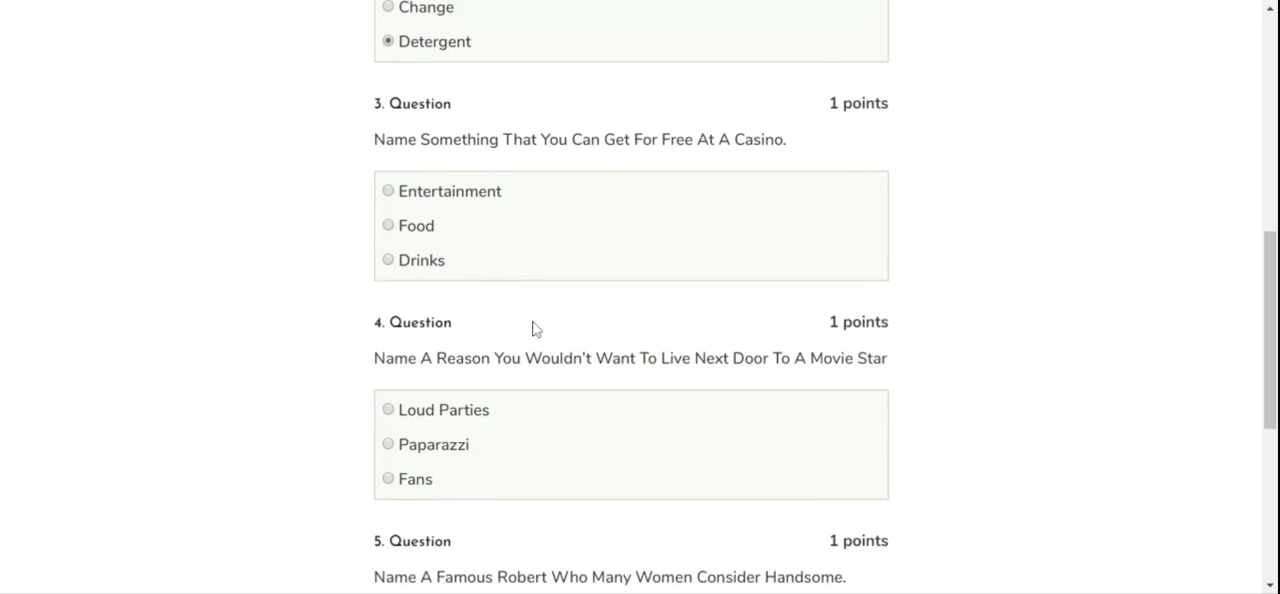 Change
Detergent
3. Question 1 points
Name Something That You Can Get For Free At A Casino.
Entertainment
Food
Drinks
4. Question 1 points
Name A Reason You Wouldn't Want To Live Next Door To A Movie Star
Loud Parties
Paparazzi
Fans
5. Question 1 points
Name A Famous Robert Who Many Women Consider Handsome.